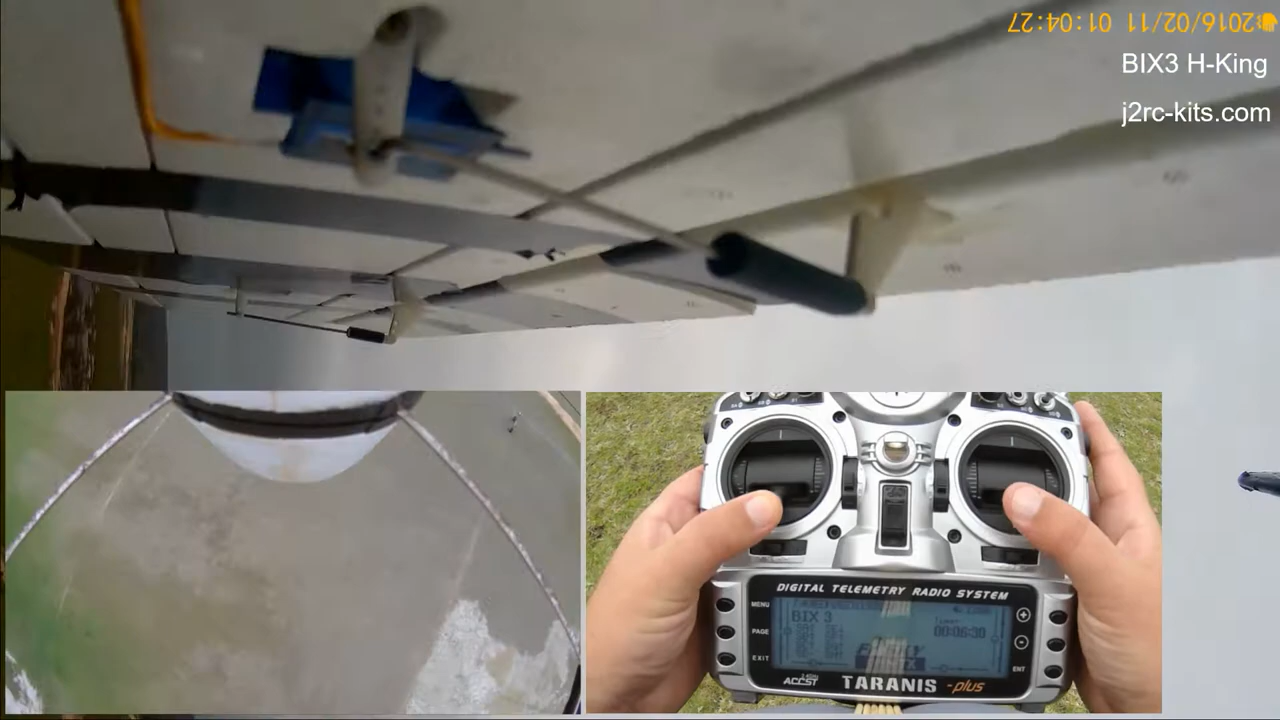 2016/02/11 01:04:27
BIX3 H-King
j2rc-kits.com
DIGITAL TELEMETRY RADIO SYSTEM
MENU
PAGE
EXIT
BIX 3
00:06:30
ENT
ACCST
TARANIS -plus